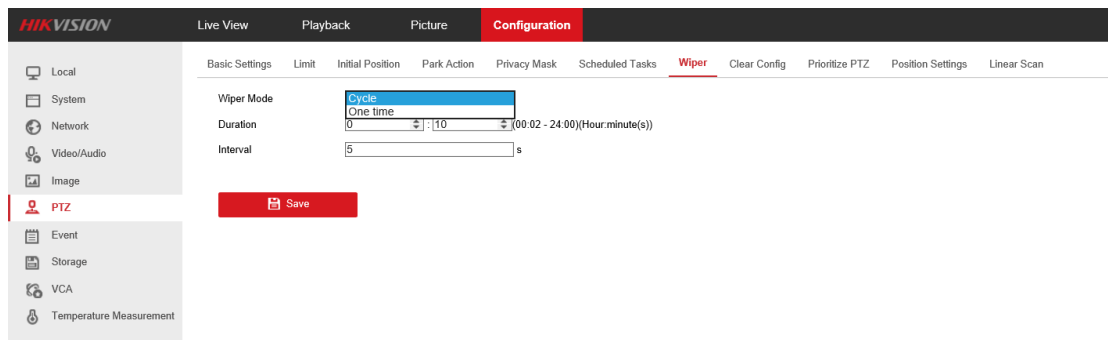 HIKVISION Live View Playback Picture Configuration
Basic Settings Limit Initial Position Park Action Privacy Mask Scheduled Tasks Wiper Clear Config Prioritize PTZ Position Settings Linear Scan
Local
System
Network
Video/Audio
Image
PTZ
Event
Storage
VCA
Temperature Measurement
Wiper Mode Cycle
One time
Duration 0 : 10 (00:02 - 24:00)(Hour:minute(s))
Interval 5 s
Save